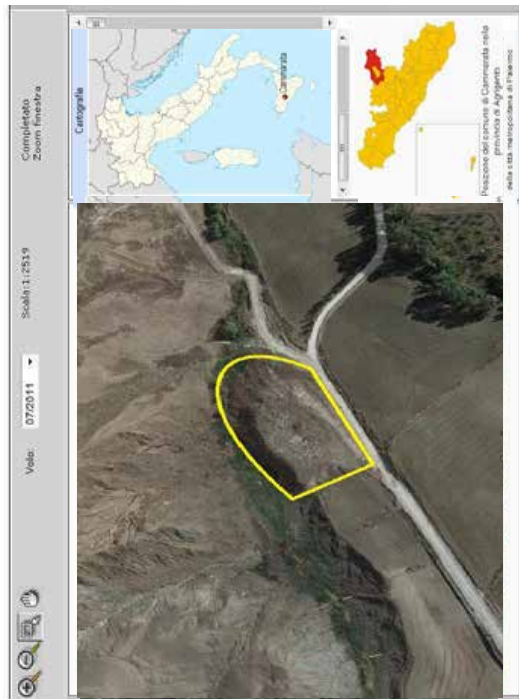 Volo: 07/2011
Scala:1:2519
Completato
Zoom finestra
Cartografie
Cammarata
Posizione del comune di Cammarata nella
provincia di Agrigento
della città metropolitana di Palermo